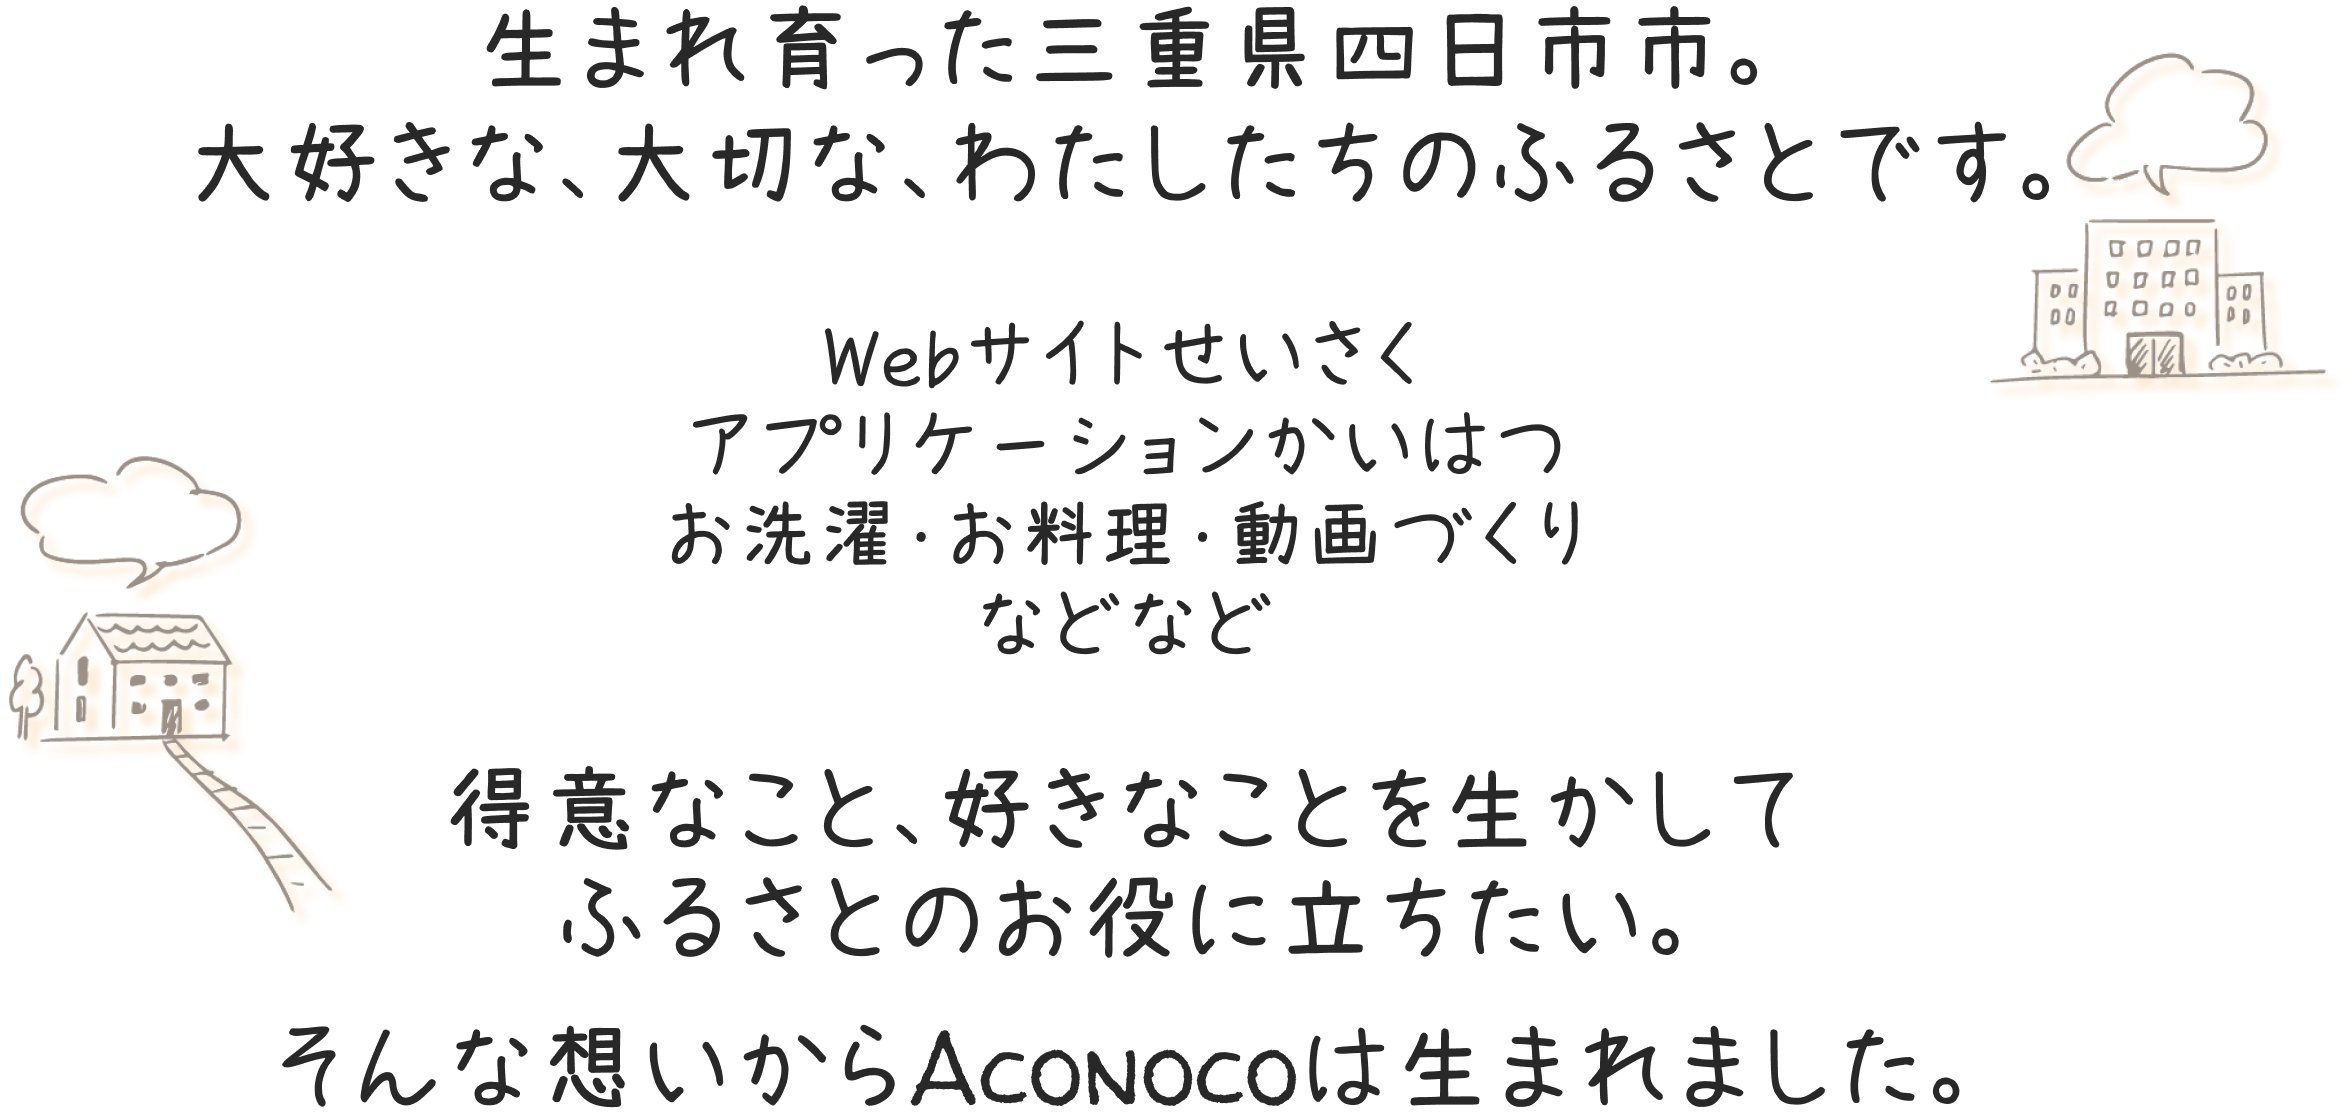 生まれ育った三重県四日市市。
大好きな、大切な、わたしたちのふるさとです。
Webサイトせいさく
アプリケーションかいはつ
お洗濯・お料理・動画づくり
などなど
得意なこと、好きなことを生かして
ふるさとのお役に立ちたい。
そんな想いからACONOCOは生まれました。